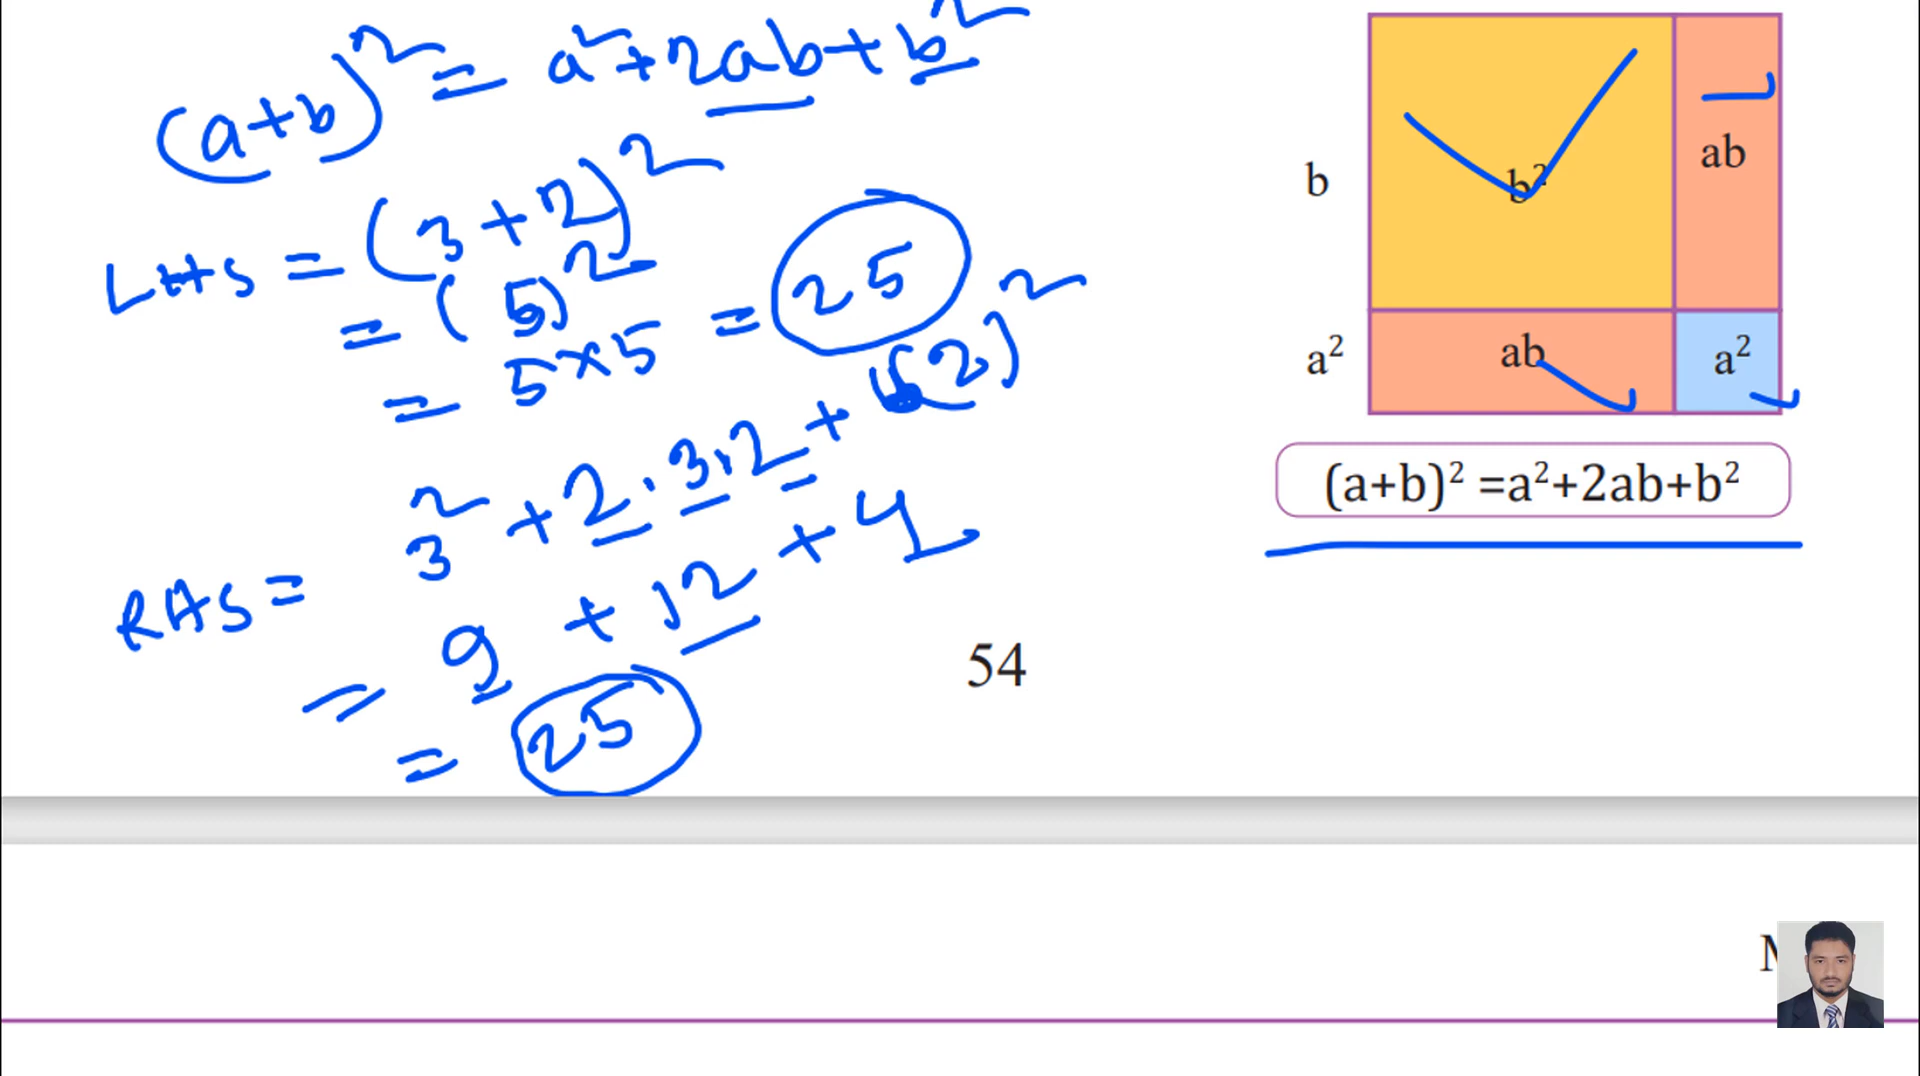 (a+b)² = a²+2ab+b²
LHS = (3+2)²
= (5)²
= 5×5 = 25
RHS = 3² + 2.3.2 + (2)²
= 9 + 12 + 4
= 25
b
b²
ab
a²
ab
a²
(a+b)² =a²+2ab+b²
54